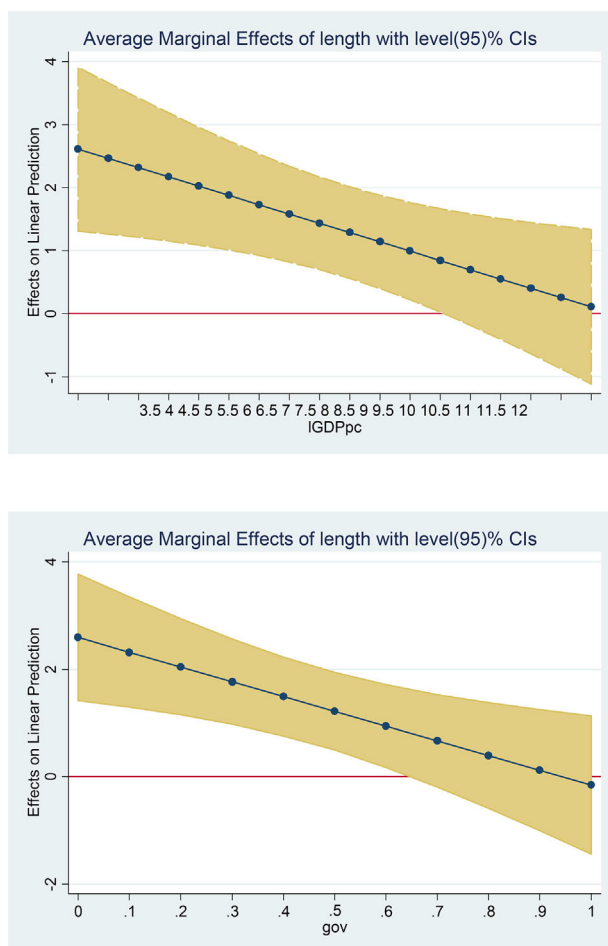 Average Marginal Effects of length with level(95)% CIs
Effects on Linear Prediction
4
3
2
1
0
-1
3.5 4 4.5 5 5.5 6 6.5 7 7.5 8 8.5 9 9.5 10 10.5 11 11.5 12
lGDPpc
Average Marginal Effects of length with level(95)% CIs
Effects on Linear Prediction
4
2
0
-2
0 .1 .2 .3 .4 .5 .6 .7 .8 .9 1
gov